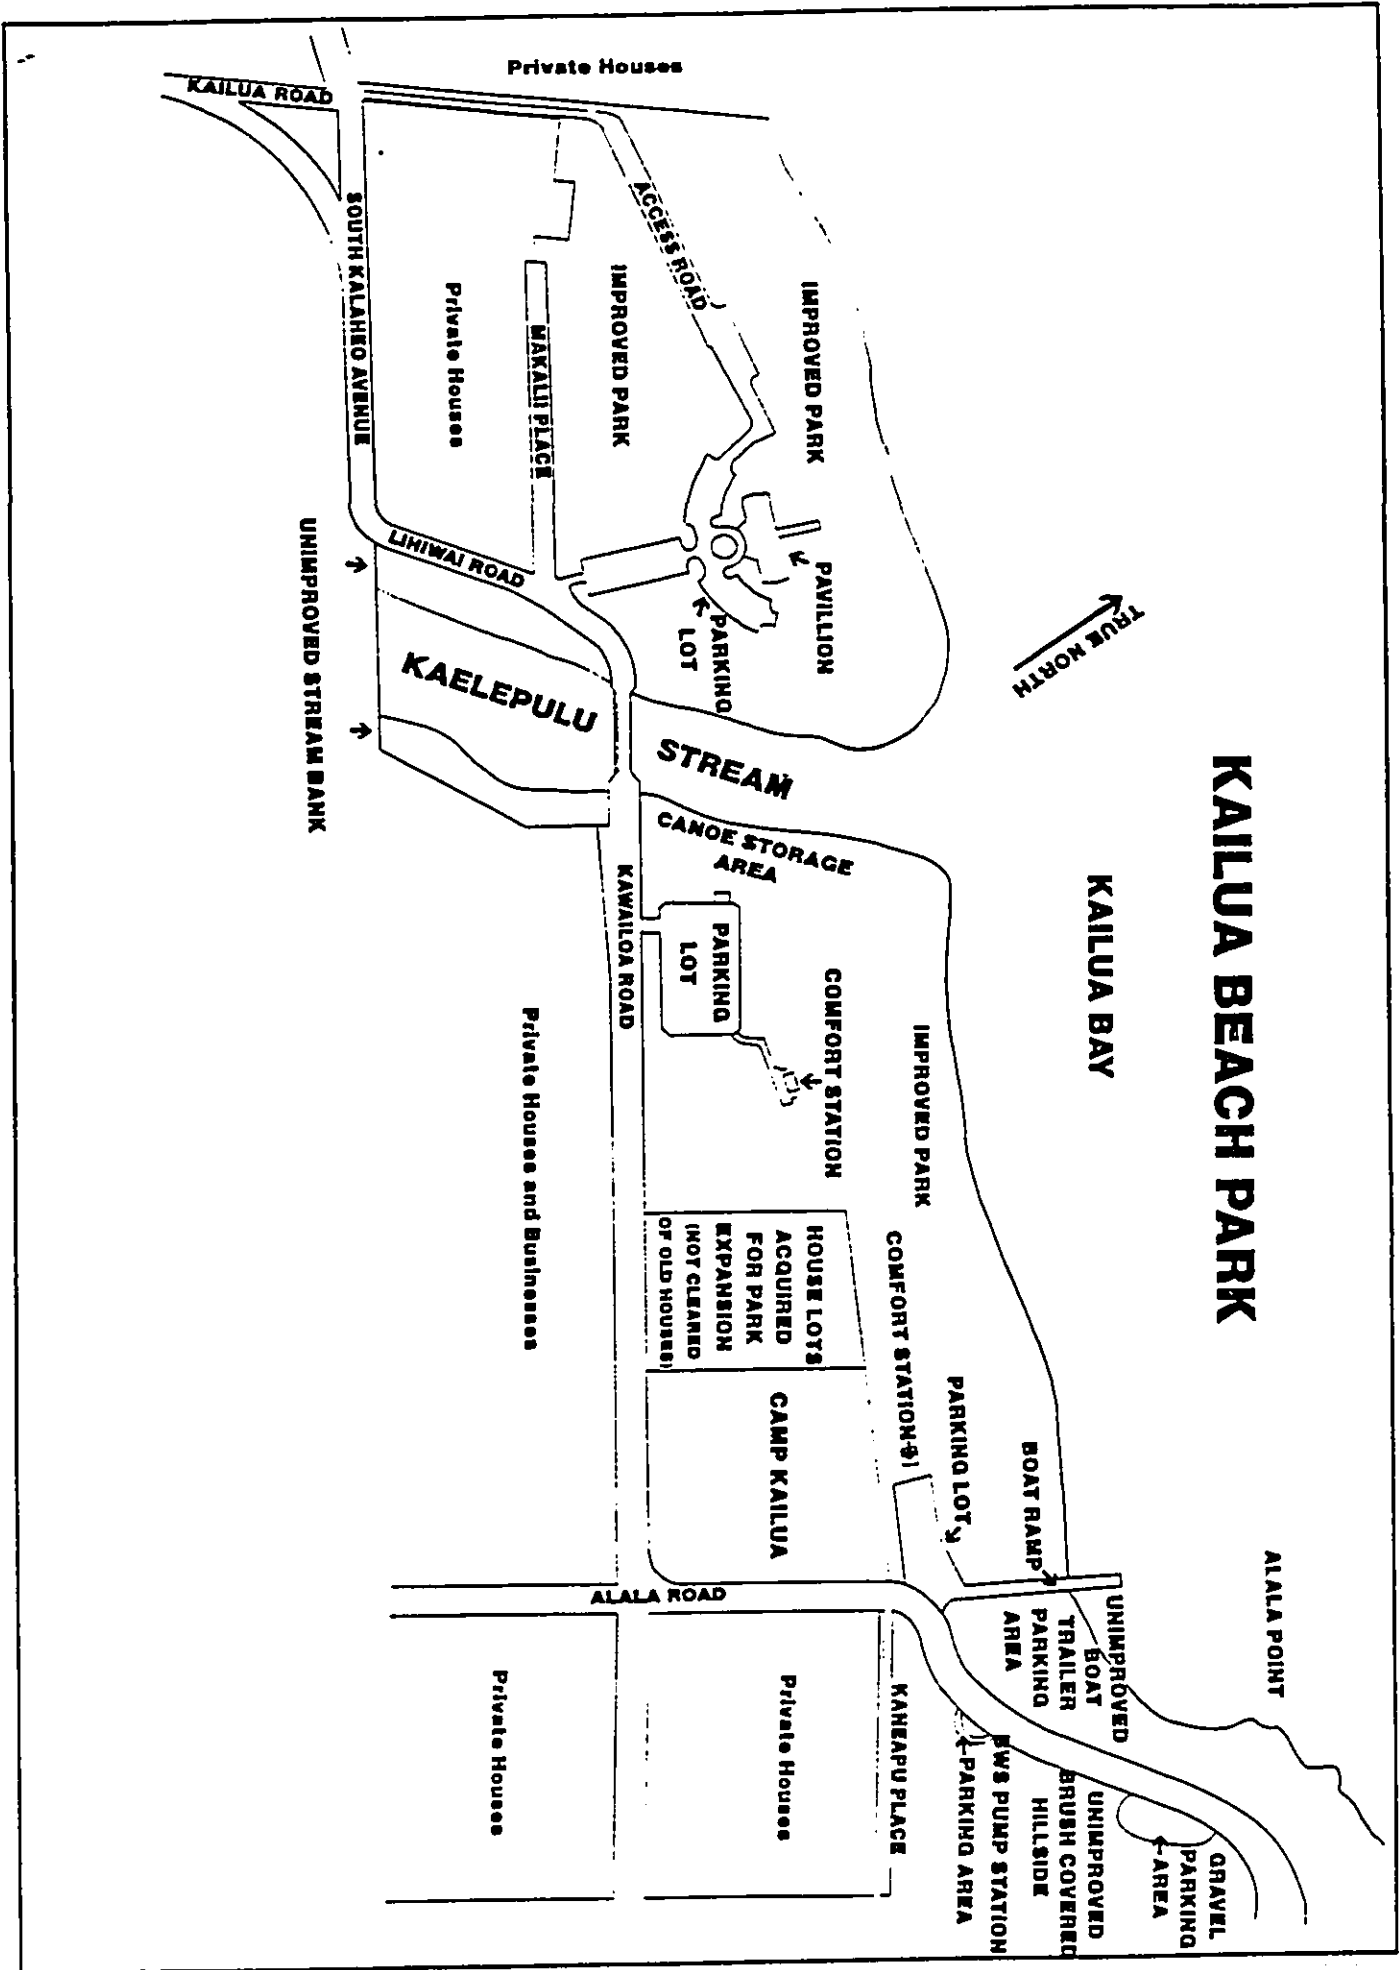 KAILUA BEACH PARK
KAILUA BAY
ALALA POINT
TRUE NORTH
Private Houses
KAILUA ROAD
ACCESS ROAD
IMPROVED PARK
IMPROVED PARK
SOUTH KALAHEO AVENUE
Private Houses
MAKALII PLACE
PAVILLION
PARKING
LOT
LIHIWAI ROAD
UNIMPROVED STREAM BANK
KAELEPULU
STREAM
CANOE STORAGE
AREA
KAWAILOA ROAD
PARKING
LOT
COMFORT STATION
IMPROVED PARK
Private Houses and Businesses
HOUSE LOTS
ACQUIRED
FOR PARK
EXPANSION
(NOT CLEARED
OF OLD HOUSES)
COMFORT STATION
PARKING LOT
BOAT RAMP
CAMP KAILUA
ALALA ROAD
UNIMPROVED
BOAT
TRAILER
PARKING
AREA
KANEAPU PLACE
Private Houses
Private Houses
BWS PUMP STATION
PARKING AREA
UNIMPROVED
BRUSH COVERED
HILLSIDE
GRAVEL
PARKING
AREA